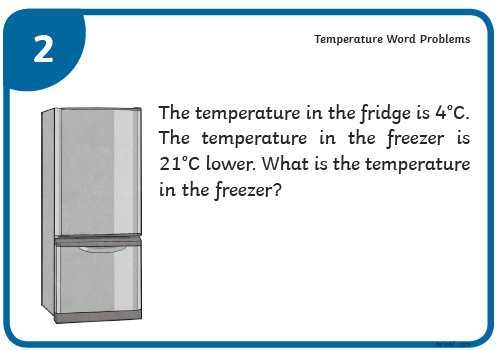 2
Temperature Word Problems
The temperature in the fridge is 4°C.
The temperature in the freezer is
21°C lower. What is the temperature
in the freezer?